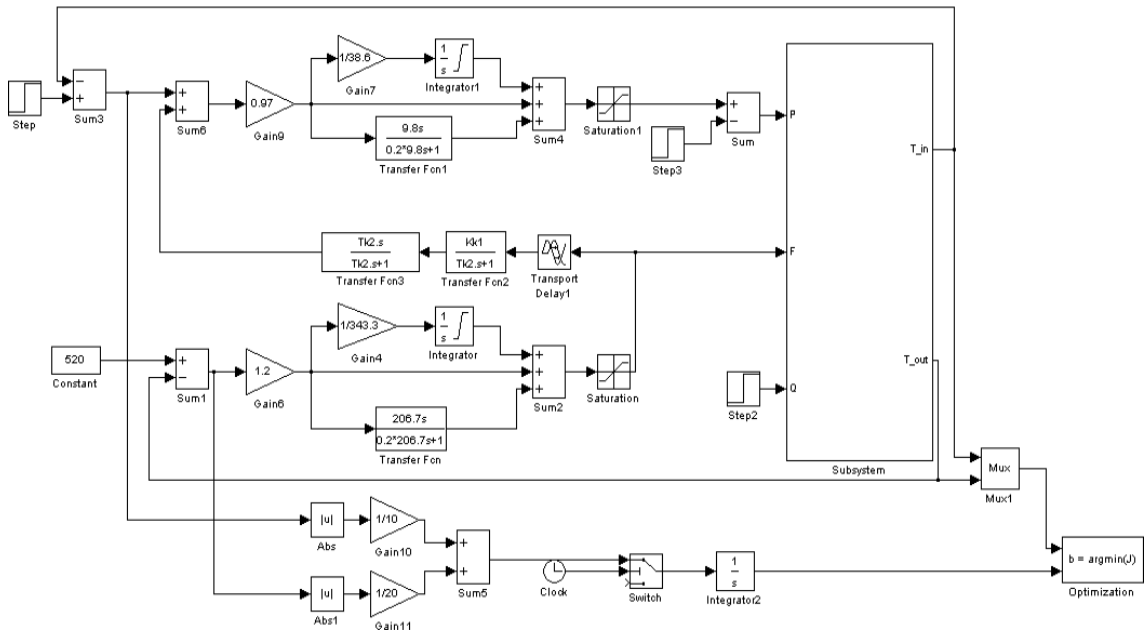 −
+
Step
Sum3
+
+
Sum6
0.97
Gain9
1/38.6
Gain7
1
s
Integrator1
9.8s
0.2*9.8s+1
Transfer Fcn1
+
+
+
Sum4
Saturation1
Step3
+
−
Sum
P
T_in
F
T_out
Q
Subsystem
Tk2.s
Tk2.s+1
Transfer Fcn3
Kk1
Tk2.s+1
Transfer Fcn2
Transport
Delay1
520
Constant
+
−
Sum1
1.2
Gain6
1/343.3
Gain4
1
s
Integrator
206.7s
0.2*206.7s+1
Transfer Fcn
+
+
+
Sum2
Saturation
Step2
Mux
Mux1
|u|
Abs
1/10
Gain10
|u|
Abs1
1/20
Gain11
+
+
Sum5
Clock
Switch
1
s
Integrator2
b = argmin(J)
Optimization